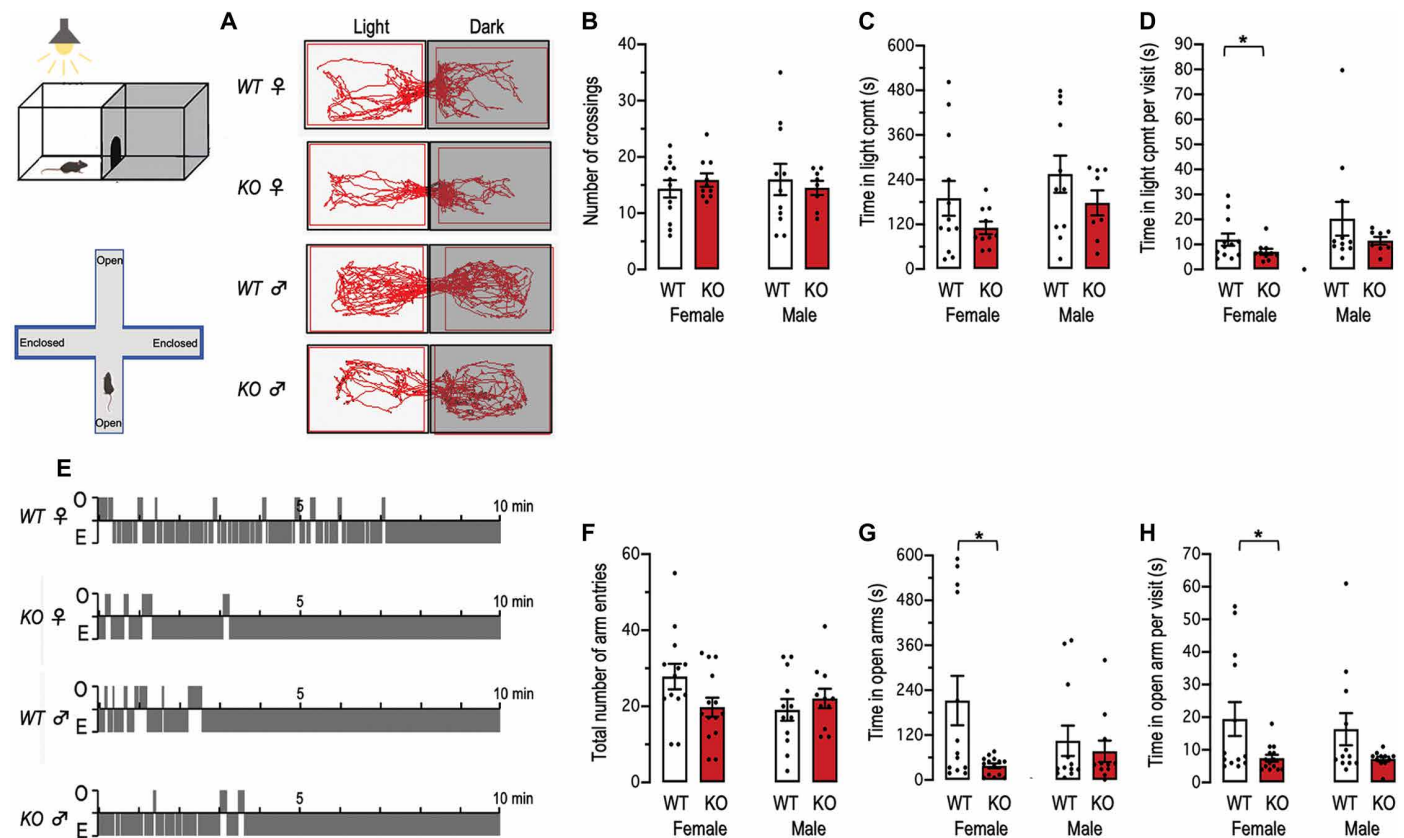 A
Light Dark
WT ♀
KO ♀
WT ♂
KO ♂
Open
Enclosed Enclosed
Open
B
Number of crossings
40
30
20
10
0
WT KO WT KO
Female Male
C
Time in light cpmt (s)
600
480
360
240
120
0
WT KO WT KO
Female Male
D
Time in light cpmt per visit (s)
90
80
70
60
50
40
30
20
10
0
*
WT KO WT KO
Female Male
E
WT ♀ O E 5 10 min
KO ♀ O E 5 10 min
WT ♂ O E 5 10 min
KO ♂ O E 5 10 min
F
Total number of arm entries
60
40
20
0
WT KO WT KO
Female Male
G
Time in open arms (s)
600
480
360
240
120
0
*
WT KO WT KO
Female Male
H
Time in open arm per visit (s)
70
60
50
40
30
20
10
0
*
WT KO WT KO
Female Male